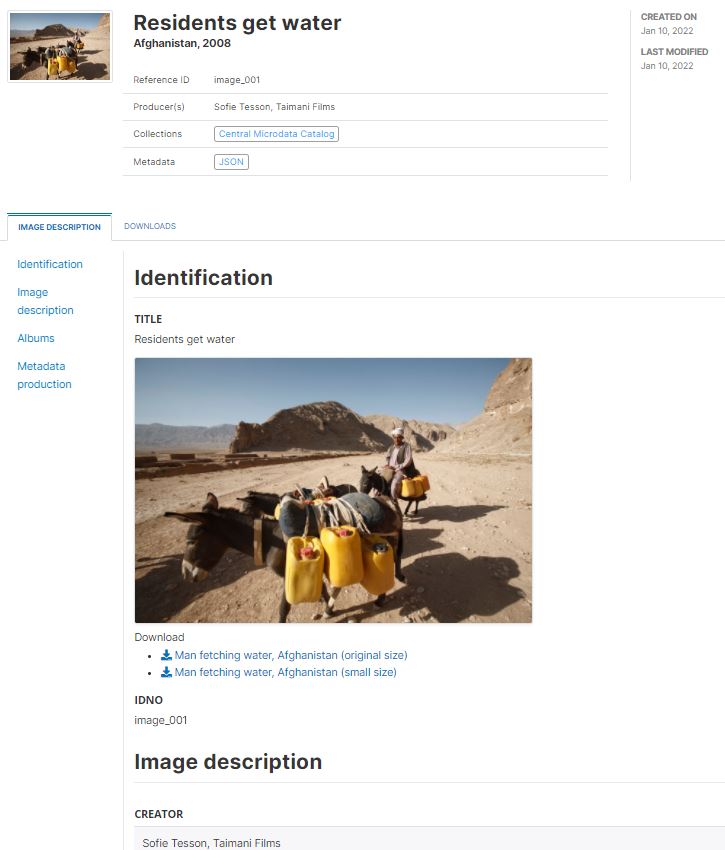 Residents get water
Afghanistan, 2008
Reference ID image_001
Producer(s) Sofie Tesson, Taimani Films
Collections Central Microdata Catalog
Metadata JSON
CREATED ON
Jan 10, 2022
LAST MODIFIED
Jan 10, 2022
IMAGE DESCRIPTION DOWNLOADS
Identification
Image
description
Albums
Metadata
production
Identification
TITLE
Residents get water
Download
Man fetching water, Afghanistan (original size)
Man fetching water, Afghanistan (small size)
IDNO
image_001
Image description
CREATOR
Sofie Tesson, Taimani Films